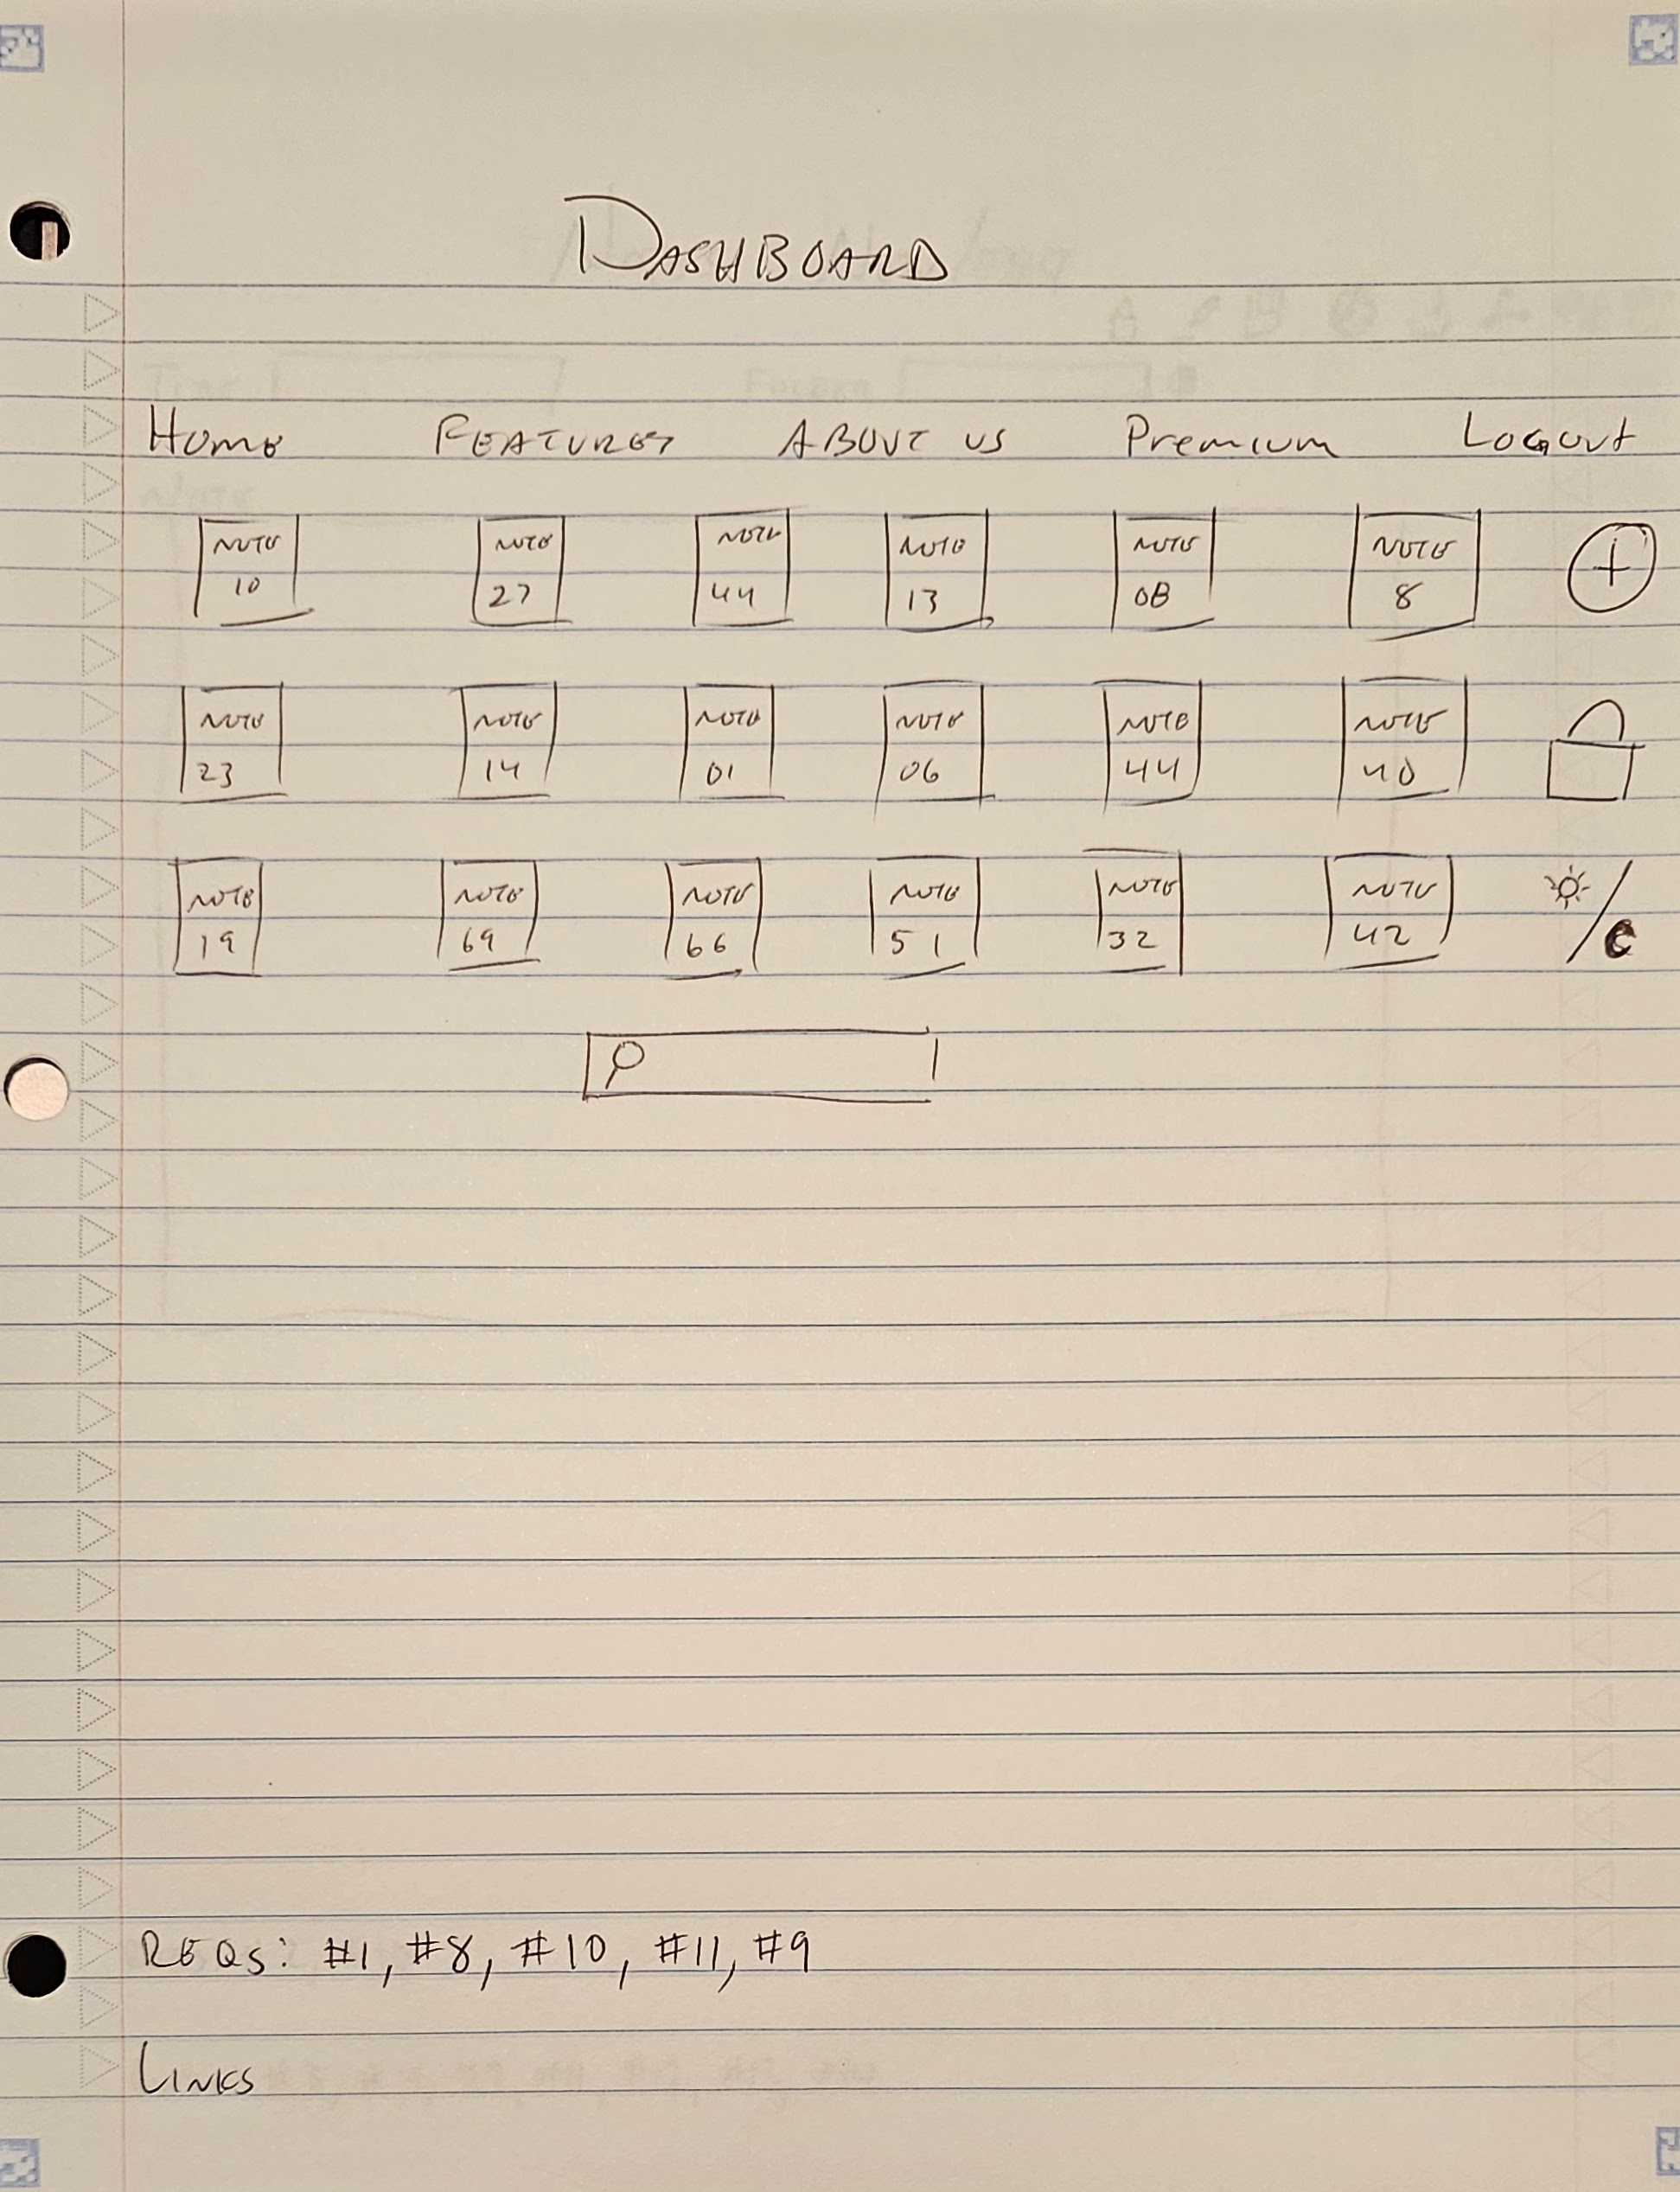 DASHBOARD
Home FEATURES ABOUT US Premium Logout
NOTE NOTE NOTE NOTE NOTE NOTE
10 27 44 13 08 8
NOTE NOTE NOTE NOTE NOTE NOTE
23 14 01 06 44 40
NOTE NOTE NOTE NOTE NOTE NOTE
19 69 66 51 32 42
REQs: #1, #8, #10, #11, #9
LINKS